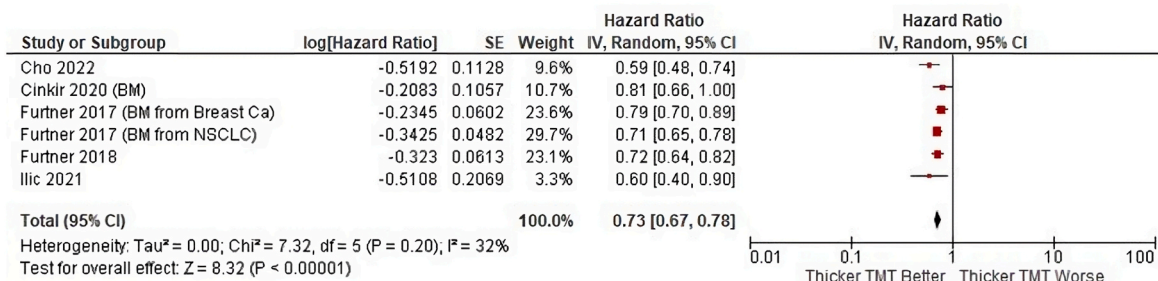 Hazard Ratio Hazard Ratio
Study or Subgroup log[Hazard Ratio] SE Weight IV, Random, 95% CI IV, Random, 95% CI
Cho 2022 -0.5192 0.1128 9.6% 0.59 [0.48, 0.74]
Cinkir 2020 (BM) -0.2083 0.1057 10.7% 0.81 [0.66, 1.00]
Furtner 2017 (BM from Breast Ca) -0.2345 0.0602 23.6% 0.79 [0.70, 0.89]
Furtner 2017 (BM from NSCLC) -0.3425 0.0482 29.7% 0.71 [0.65, 0.78]
Furtner 2018 -0.323 0.0613 23.1% 0.72 [0.64, 0.82]
Ilic 2021 -0.5108 0.2069 3.3% 0.60 [0.40, 0.90]
Total (95% CI) 100.0% 0.73 [0.67, 0.78]
Heterogeneity: Tau² = 0.00; Chi² = 7.32, df = 5 (P = 0.20); I² = 32%
Test for overall effect: Z = 8.32 (P < 0.00001)
0.01 0.1 1 10 100
Thicker TMT Better Thicker TMT Worse